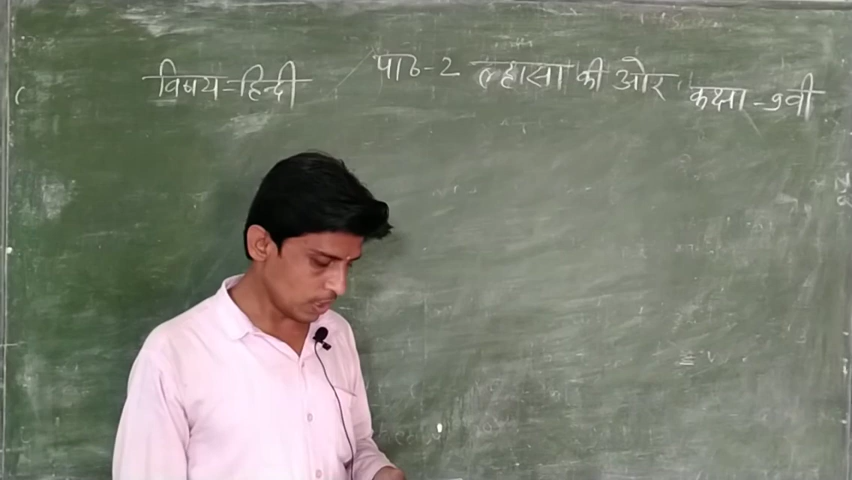 विषय=हिन्दी पाठ-2 ल्हासा की ओर कक्षा-9वी